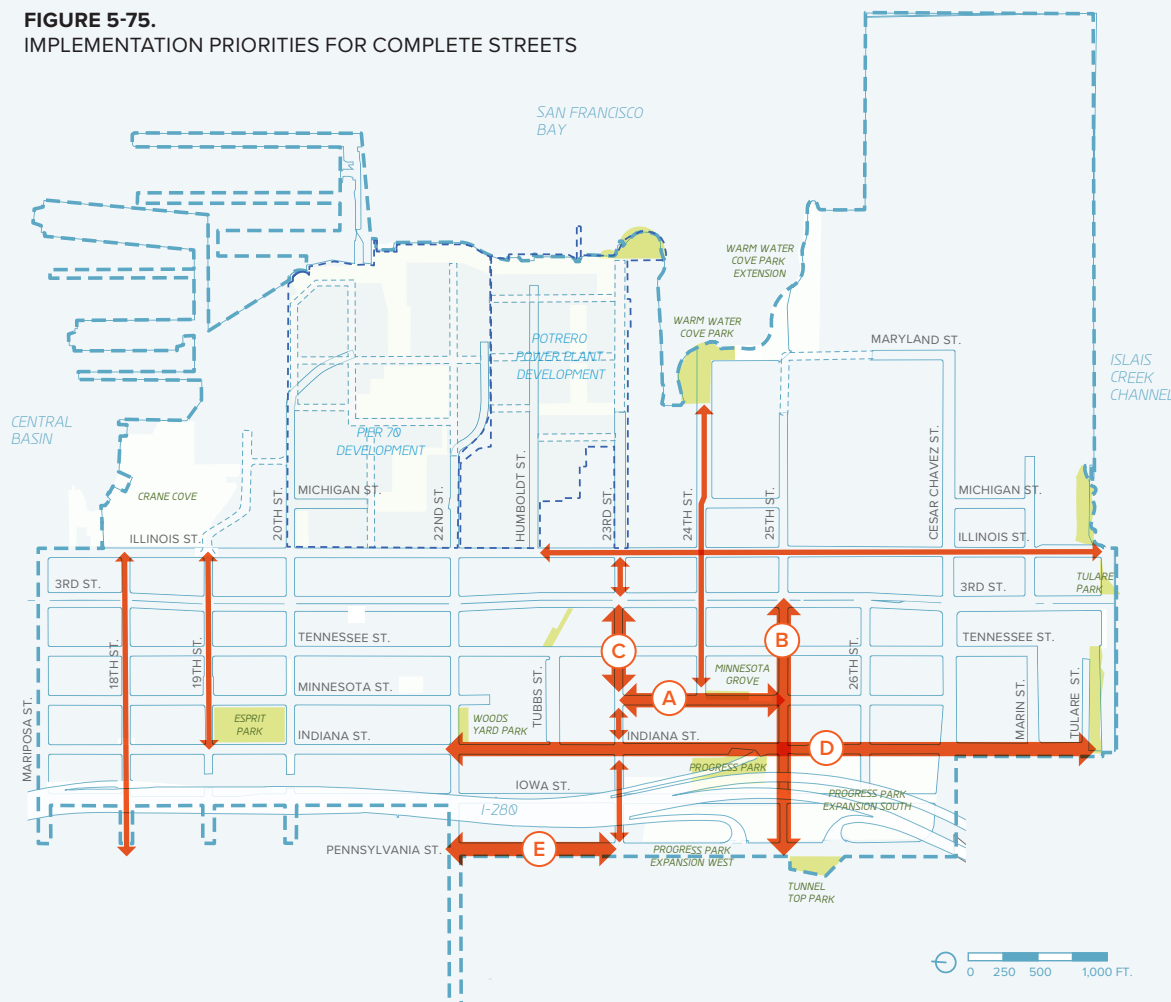 FIGURE 5-75.
IMPLEMENTATION PRIORITIES FOR COMPLETE STREETS
SAN FRANCISCO
BAY
WARM WATER
COVE PARK
EXTENSION
WARM WATER
COVE PARK
MARYLAND ST.
ISLAIS
CREEK
CHANNEL
POTRERO
POWER PLANT
DEVELOPMENT
CENTRAL
BASIN
PIER 70
DEVELOPMENT
CRANE COVE
MICHIGAN ST.
MICHIGAN ST.
20TH ST.
22ND ST.
HUMBOLDT ST.
23RD ST.
24TH ST.
25TH ST.
CESAR CHAVEZ ST.
ILLINOIS ST.
ILLINOIS ST.
3RD ST.
3RD ST.
TULARE
PARK
TENNESSEE ST.
TENNESSEE ST.
C
B
18TH ST.
19TH ST.
MINNESOTA ST.
MINNESOTA
GROVE
A
TUBBS ST.
26TH ST.
MARIN ST.
TULARE ST.
MARIPOSA ST.
ESPRIT
PARK
WOODS
YARD PARK
INDIANA ST.
INDIANA ST.
D
PROGRESS PARK
IOWA ST.
PROGRESS PARK
EXPANSION SOUTH
I-280
PENNSYLVANIA ST.
E
PROGRESS PARK
EXPANSION WEST
TUNNEL
TOP PARK
0 250 500 1,000 FT.